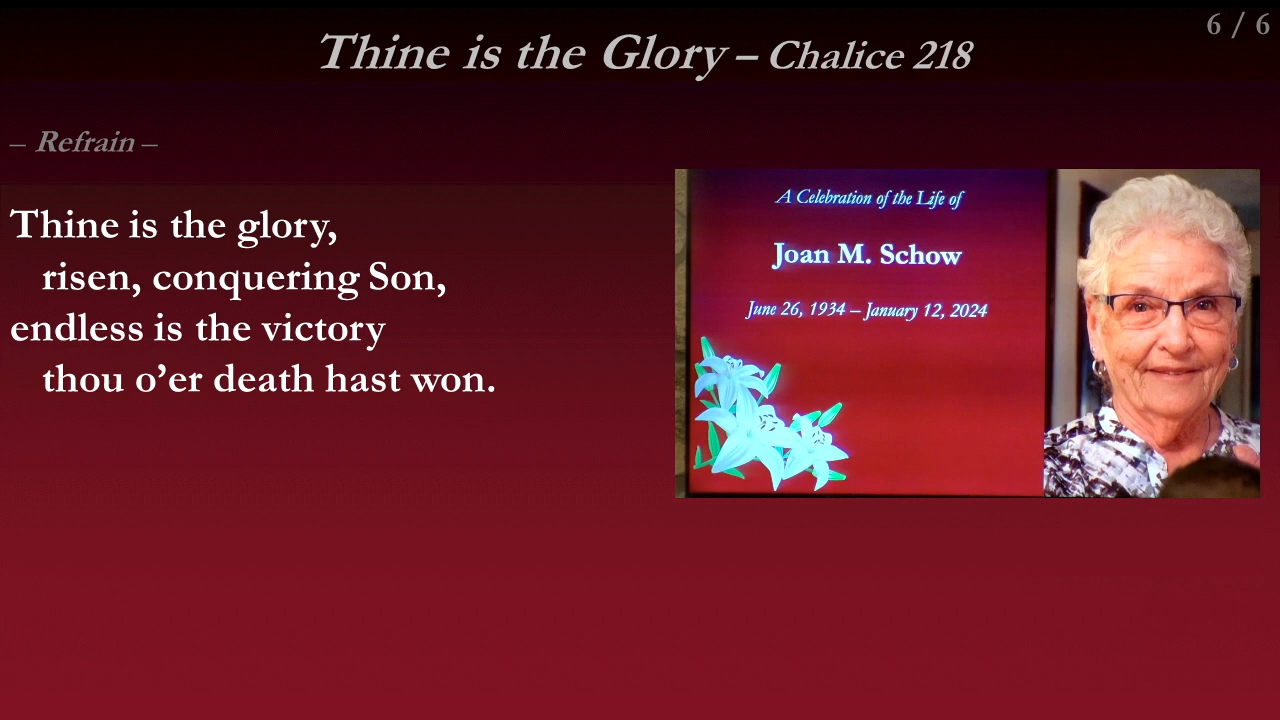 Thine is the Glory – Chalice 218
6 / 6
– Refrain –
Thine is the glory,
risen, conquering Son,
endless is the victory
thou o’er death hast won.
A Celebration of the Life of
Joan M. Schow
June 26, 1934 – January 12, 2024